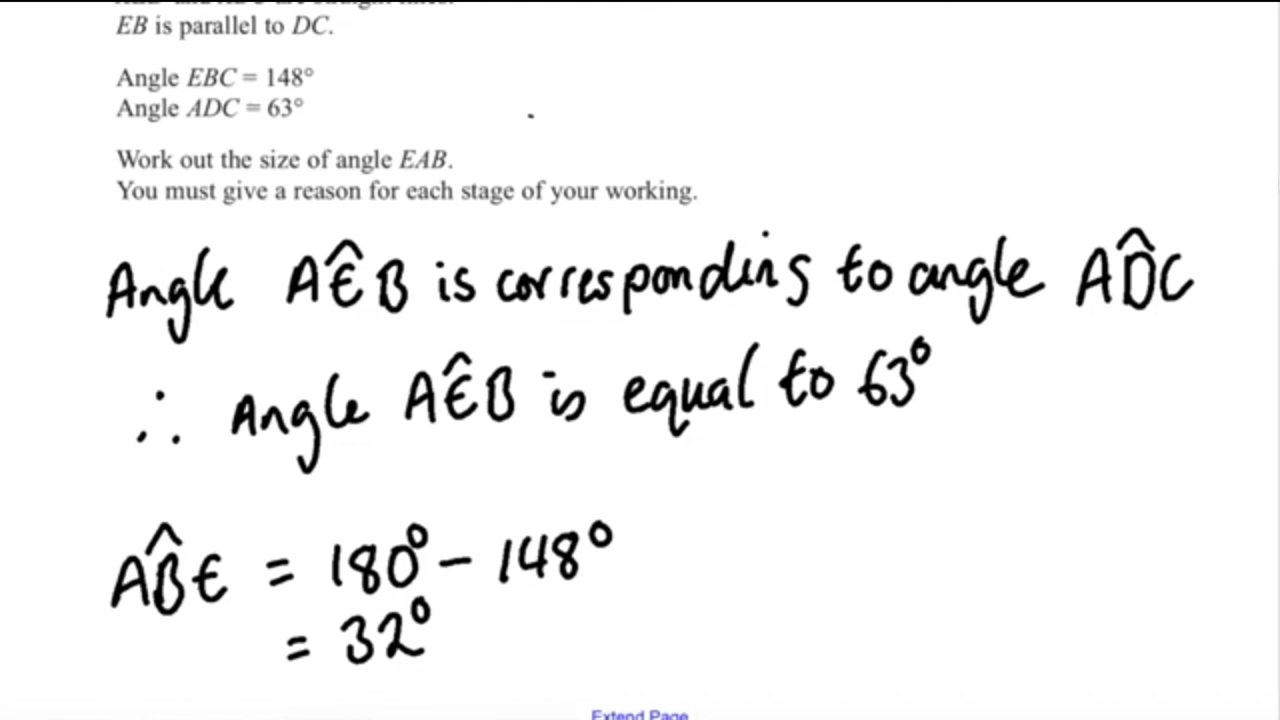 EB is parallel to DC.
Angle EBC = 148°
Angle ADC = 63°
Work out the size of angle EAB.
You must give a reason for each stage of your working.
Angle AÊB is corresponding to angle AD̂C
∴ Angle AÊB is equal to 63°
AB̂E = 180° - 148°
= 32°
Extend Page